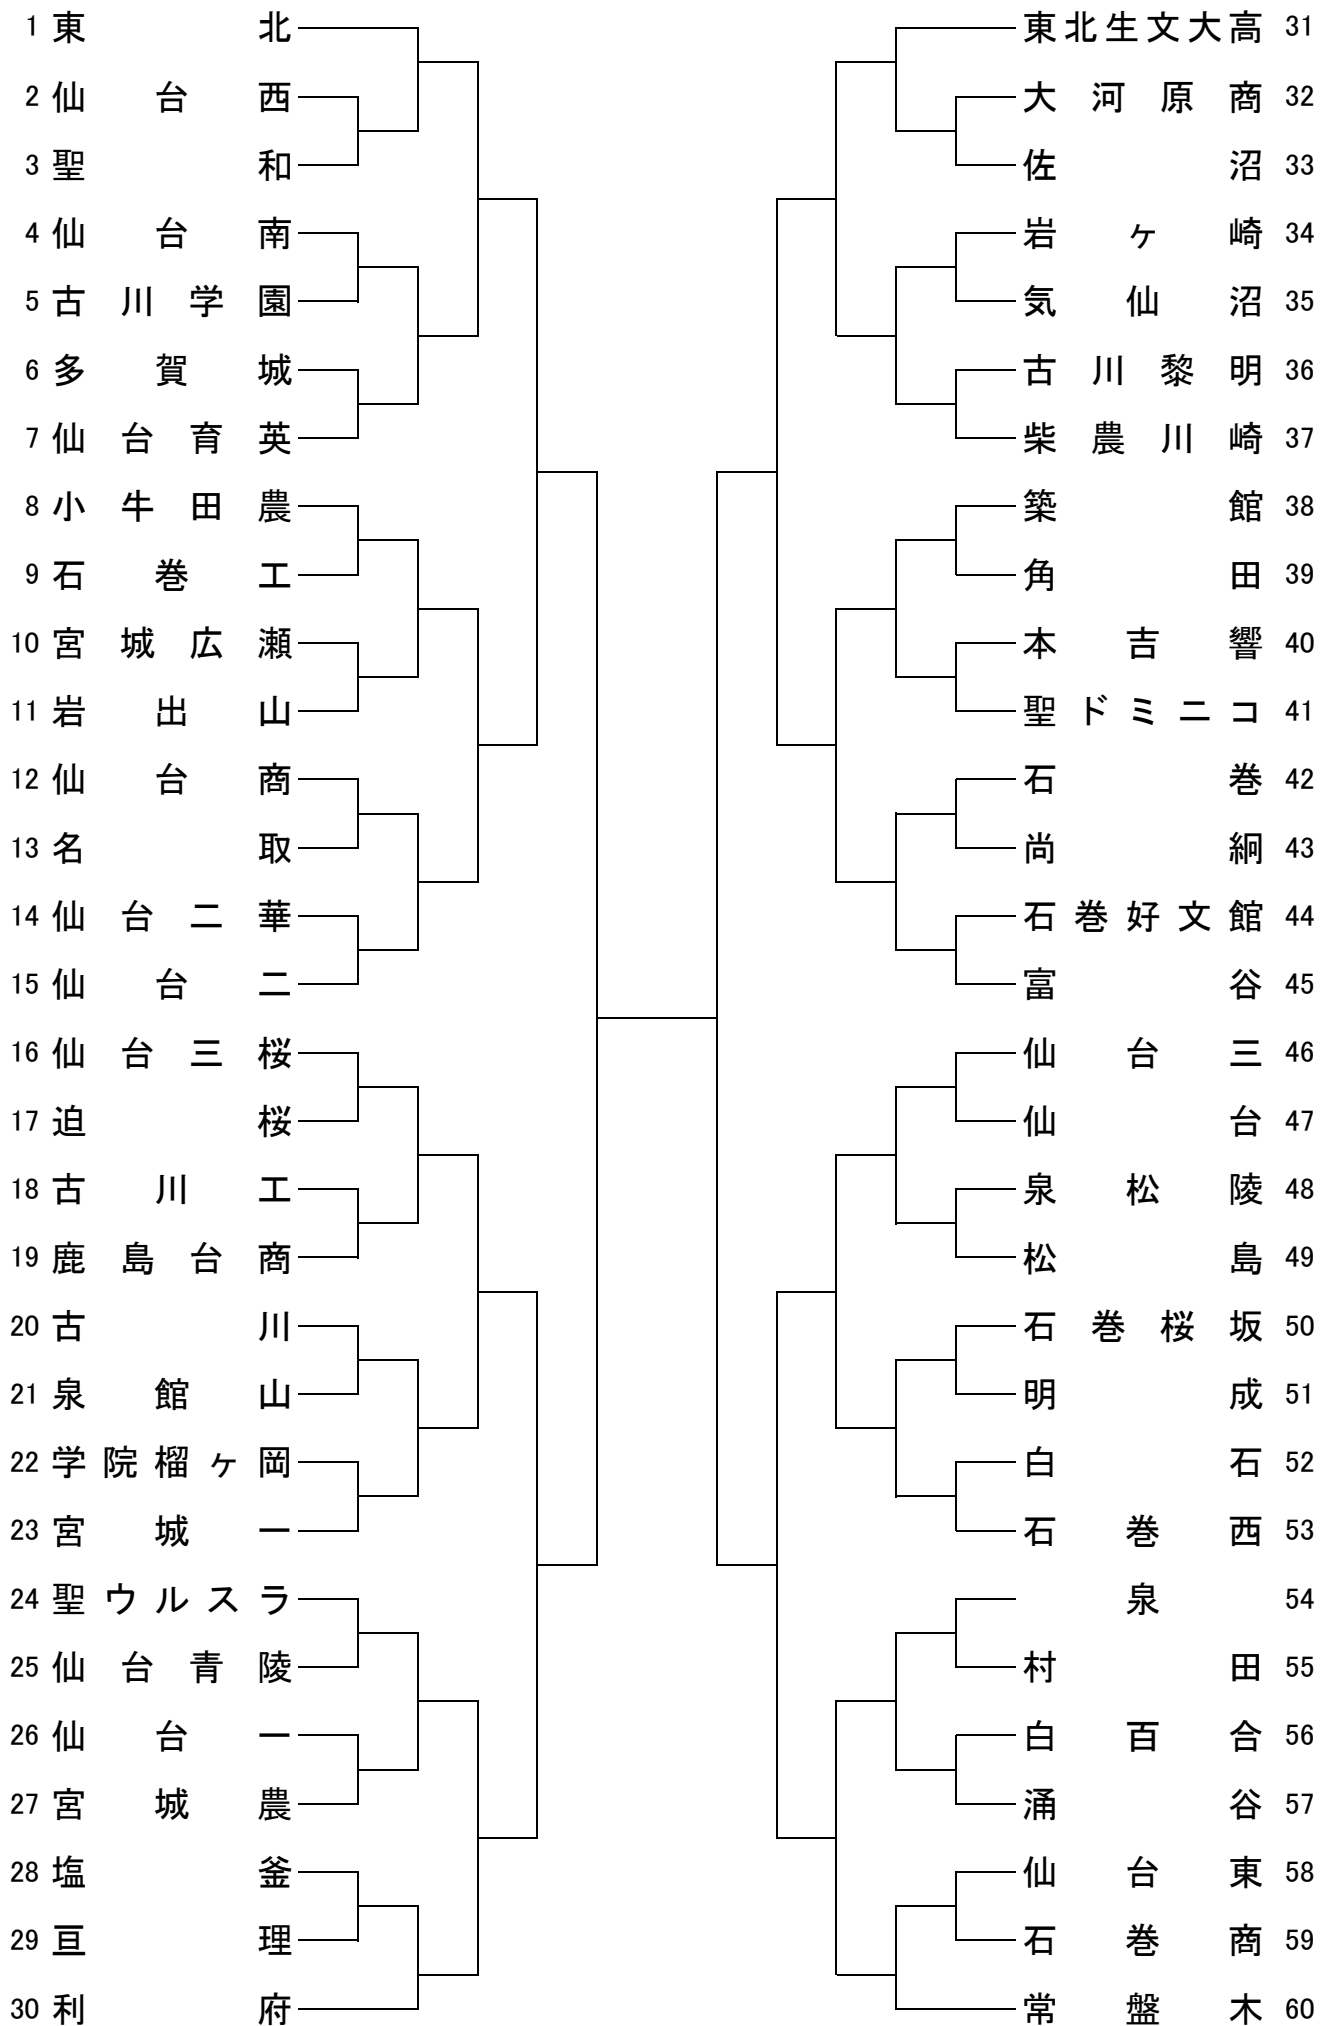 1 東北
2 仙台西
3 聖和
4 仙台南
5 古川学園
6 多賀城
7 仙台育英
8 小牛田農
9 石巻工
10 宮城広瀬
11 岩出山
12 仙台商
13 名取
14 仙台二華
15 仙台二
16 仙台三桜
17 迫桜
18 古川工
19 鹿島台商
20 古川
21 泉館山
22 学院榴ヶ岡
23 宮城一
24 聖ウルスラ
25 仙台青陵
26 仙台一
27 宮城農
28 塩釜
29 亘理
30 利府
東北生文大高 31
大河原商 32
佐沼 33
岩ヶ崎 34
気仙沼 35
古川黎明 36
柴農川崎 37
築館 38
角田 39
本吉響 40
聖ドミニコ 41
石巻 42
尚絅 43
石巻好文館 44
富谷 45
仙台三 46
仙台 47
泉松陵 48
松島 49
石巻桜坂 50
明成 51
白石 52
石巻西 53
泉 54
村田 55
白百合 56
涌谷 57
仙台東 58
石巻商 59
常盤木 60